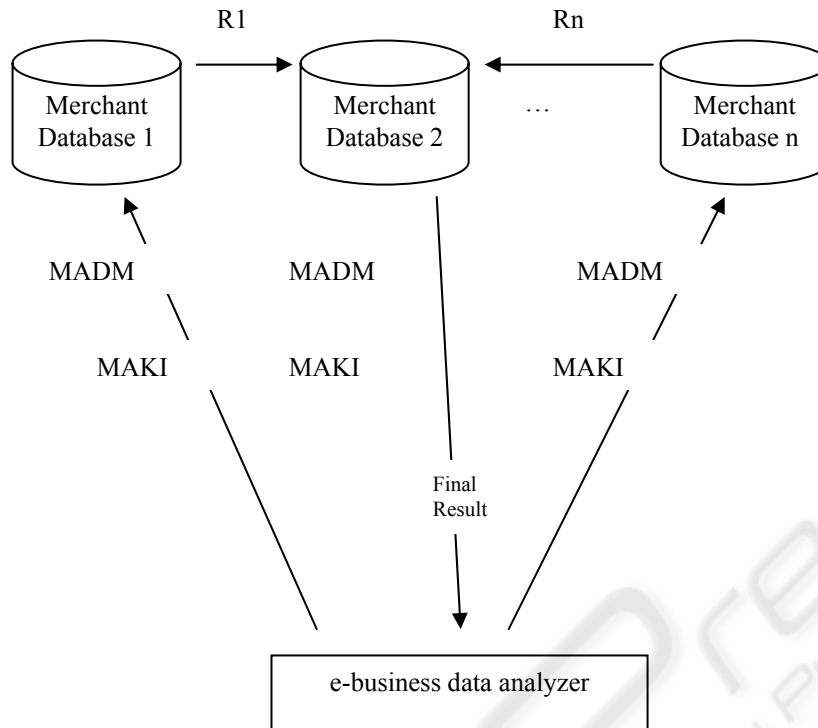 R1
Rn
Merchant
Database 1
Merchant
Database 2
…
Merchant
Database n
MADM
MADM
MADM
MAKI
MAKI
MAKI
Final
Result
e-business data analyzer